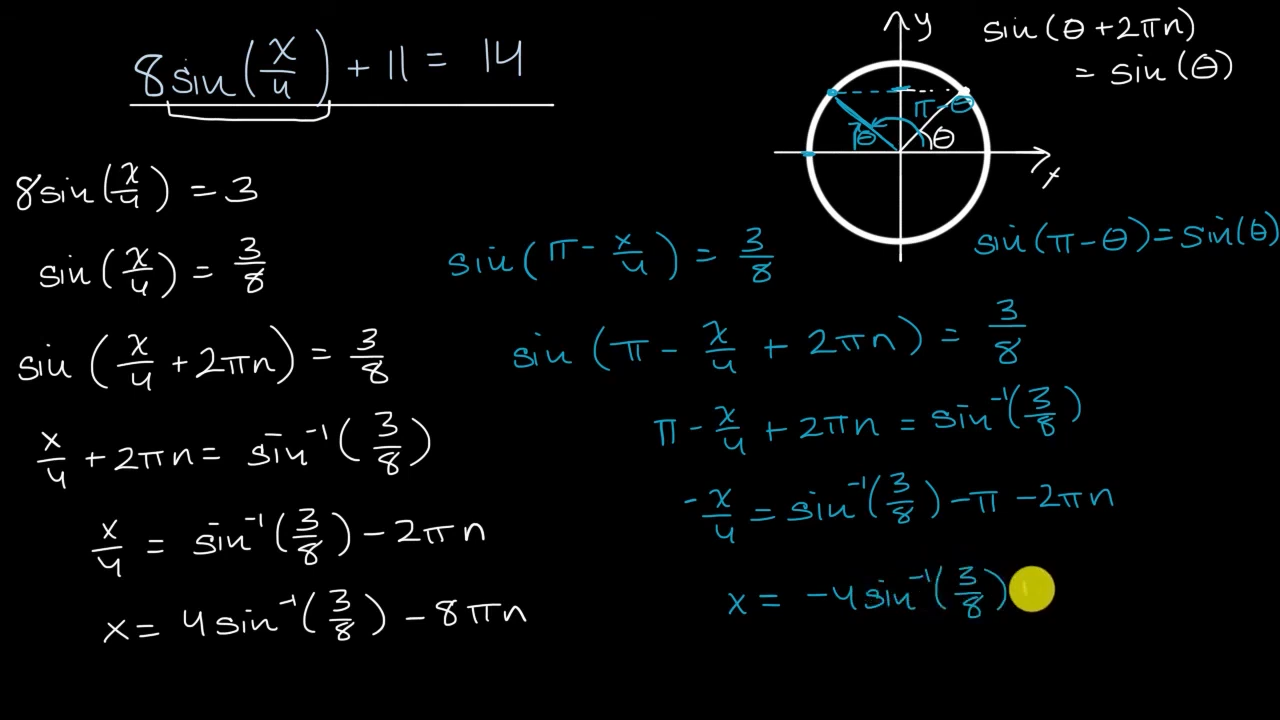 8sin(x/4) + 11 = 14
8sin(x/4) = 3
sin(x/4) = 3/8
sin(x/4 + 2πn) = 3/8
x/4 + 2πn = sin⁻¹(3/8)
x/4 = sin⁻¹(3/8) - 2πn
x = 4sin⁻¹(3/8) - 8πn
y
x
π-θ
θ
θ
sin(θ + 2πn)
= sin(θ)
sin(π - θ) = sin(θ)
sin(π - x/4) = 3/8
sin(π - x/4 + 2πn) = 3/8
π - x/4 + 2πn = sin⁻¹(3/8)
-x/4 = sin⁻¹(3/8) - π - 2πn
x = -4sin⁻¹(3/8)